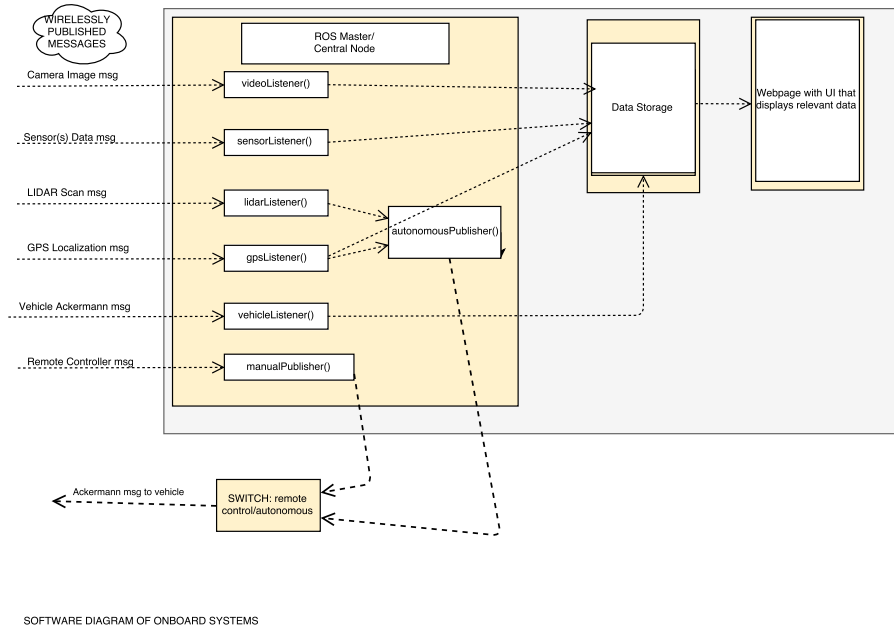 WIRELESSLY
PUBLISHED
MESSAGES
ROS Master/
Central Node
Camera Image msg
videoListener()
Sensor(s) Data msg
sensorListener()
LIDAR Scan msg
lidarListener()
autonomousPublisher()
GPS Localization msg
gpsListener()
Vehicle Ackermann msg
vehicleListener()
Remote Controller msg
manualPublisher()
Data Storage
Webpage with UI that
displays relevant data
Ackermann msg to vehicle
SWITCH: remote
control/autonomous
SOFTWARE DIAGRAM OF ONBOARD SYSTEMS